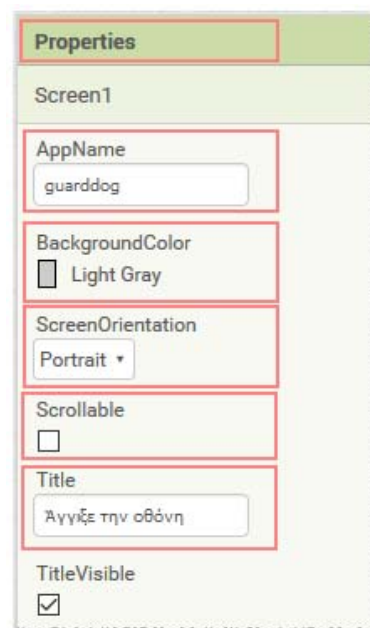 Properties
Screen1
AppName
guarddog
BackgroundColor
Light Gray
ScreenOrientation
Portrait
Scrollable
Title
Άγγιξε την οθόνη
TitleVisible